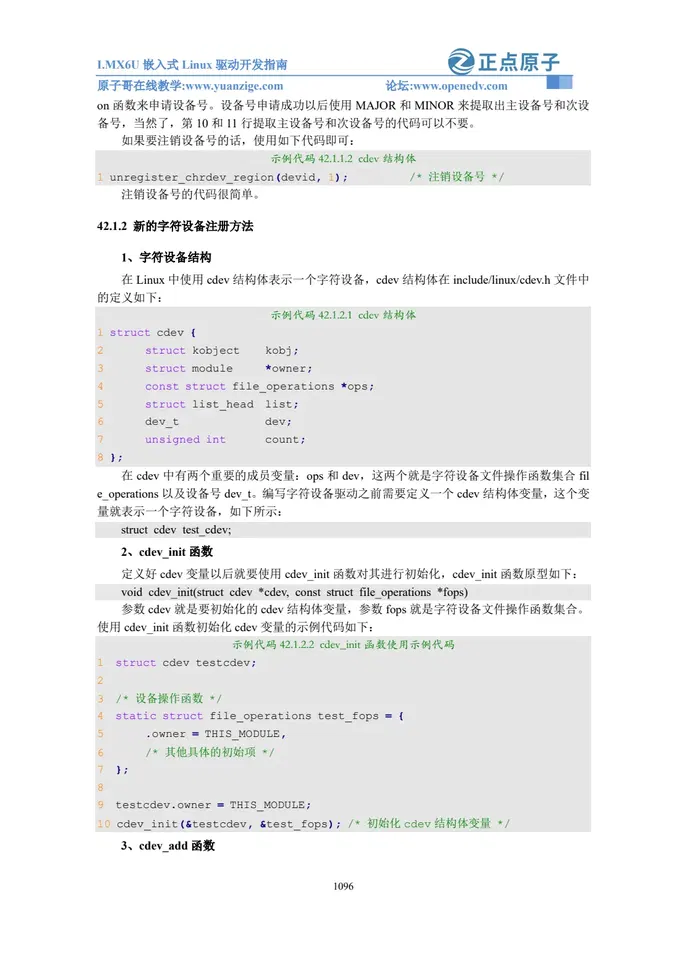 I.MX6U 嵌入式 Linux 驱动开发指南
正点原子
原子哥在线教学:www.yuanzige.com 论坛:www.openedv.com
on 函数来申请设备号。设备号申请成功以后使用 MAJOR 和 MINOR 来提取出主设备号和次设
备号，当然了，第 10 和 11 行提取主设备号和次设备号的代码可以不要。
如果要注销设备号的话，使用如下代码即可：
示例代码 42.1.1.2 cdev 结构体
1 unregister_chrdev_region(devid, 1); /* 注销设备号 */
注销设备号的代码很简单。
42.1.2 新的字符设备注册方法
1、字符设备结构
在 Linux 中使用 cdev 结构体表示一个字符设备，cdev 结构体在 include/linux/cdev.h 文件中
的定义如下：
示例代码 42.1.2.1 cdev 结构体
1 struct cdev {
2 struct kobject kobj;
3 struct module *owner;
4 const struct file_operations *ops;
5 struct list_head list;
6 dev_t dev;
7 unsigned int count;
8 };
在 cdev 中有两个重要的成员变量：ops 和 dev，这两个就是字符设备文件操作函数集合 fil
e_operations 以及设备号 dev_t。编写字符设备驱动之前需要定义一个 cdev 结构体变量，这个变
量就表示一个字符设备，如下所示：
struct cdev test_cdev;
2、cdev_init 函数
定义好 cdev 变量以后就要使用 cdev_init 函数对其进行初始化，cdev_init 函数原型如下：
void cdev_init(struct cdev *cdev, const struct file_operations *fops)
参数 cdev 就是要初始化的 cdev 结构体变量，参数 fops 就是字符设备文件操作函数集合。
使用 cdev_init 函数初始化 cdev 变量的示例代码如下：
示例代码 42.1.2.2 cdev_init 函数使用示例代码
1 struct cdev testcdev;
2
3 /* 设备操作函数 */
4 static struct file_operations test_fops = {
5 .owner = THIS_MODULE,
6 /* 其他具体的初始项 */
7 };
8
9 testcdev.owner = THIS_MODULE;
10 cdev_init(&testcdev, &test_fops); /* 初始化 cdev 结构体变量 */
3、cdev_add 函数
1096